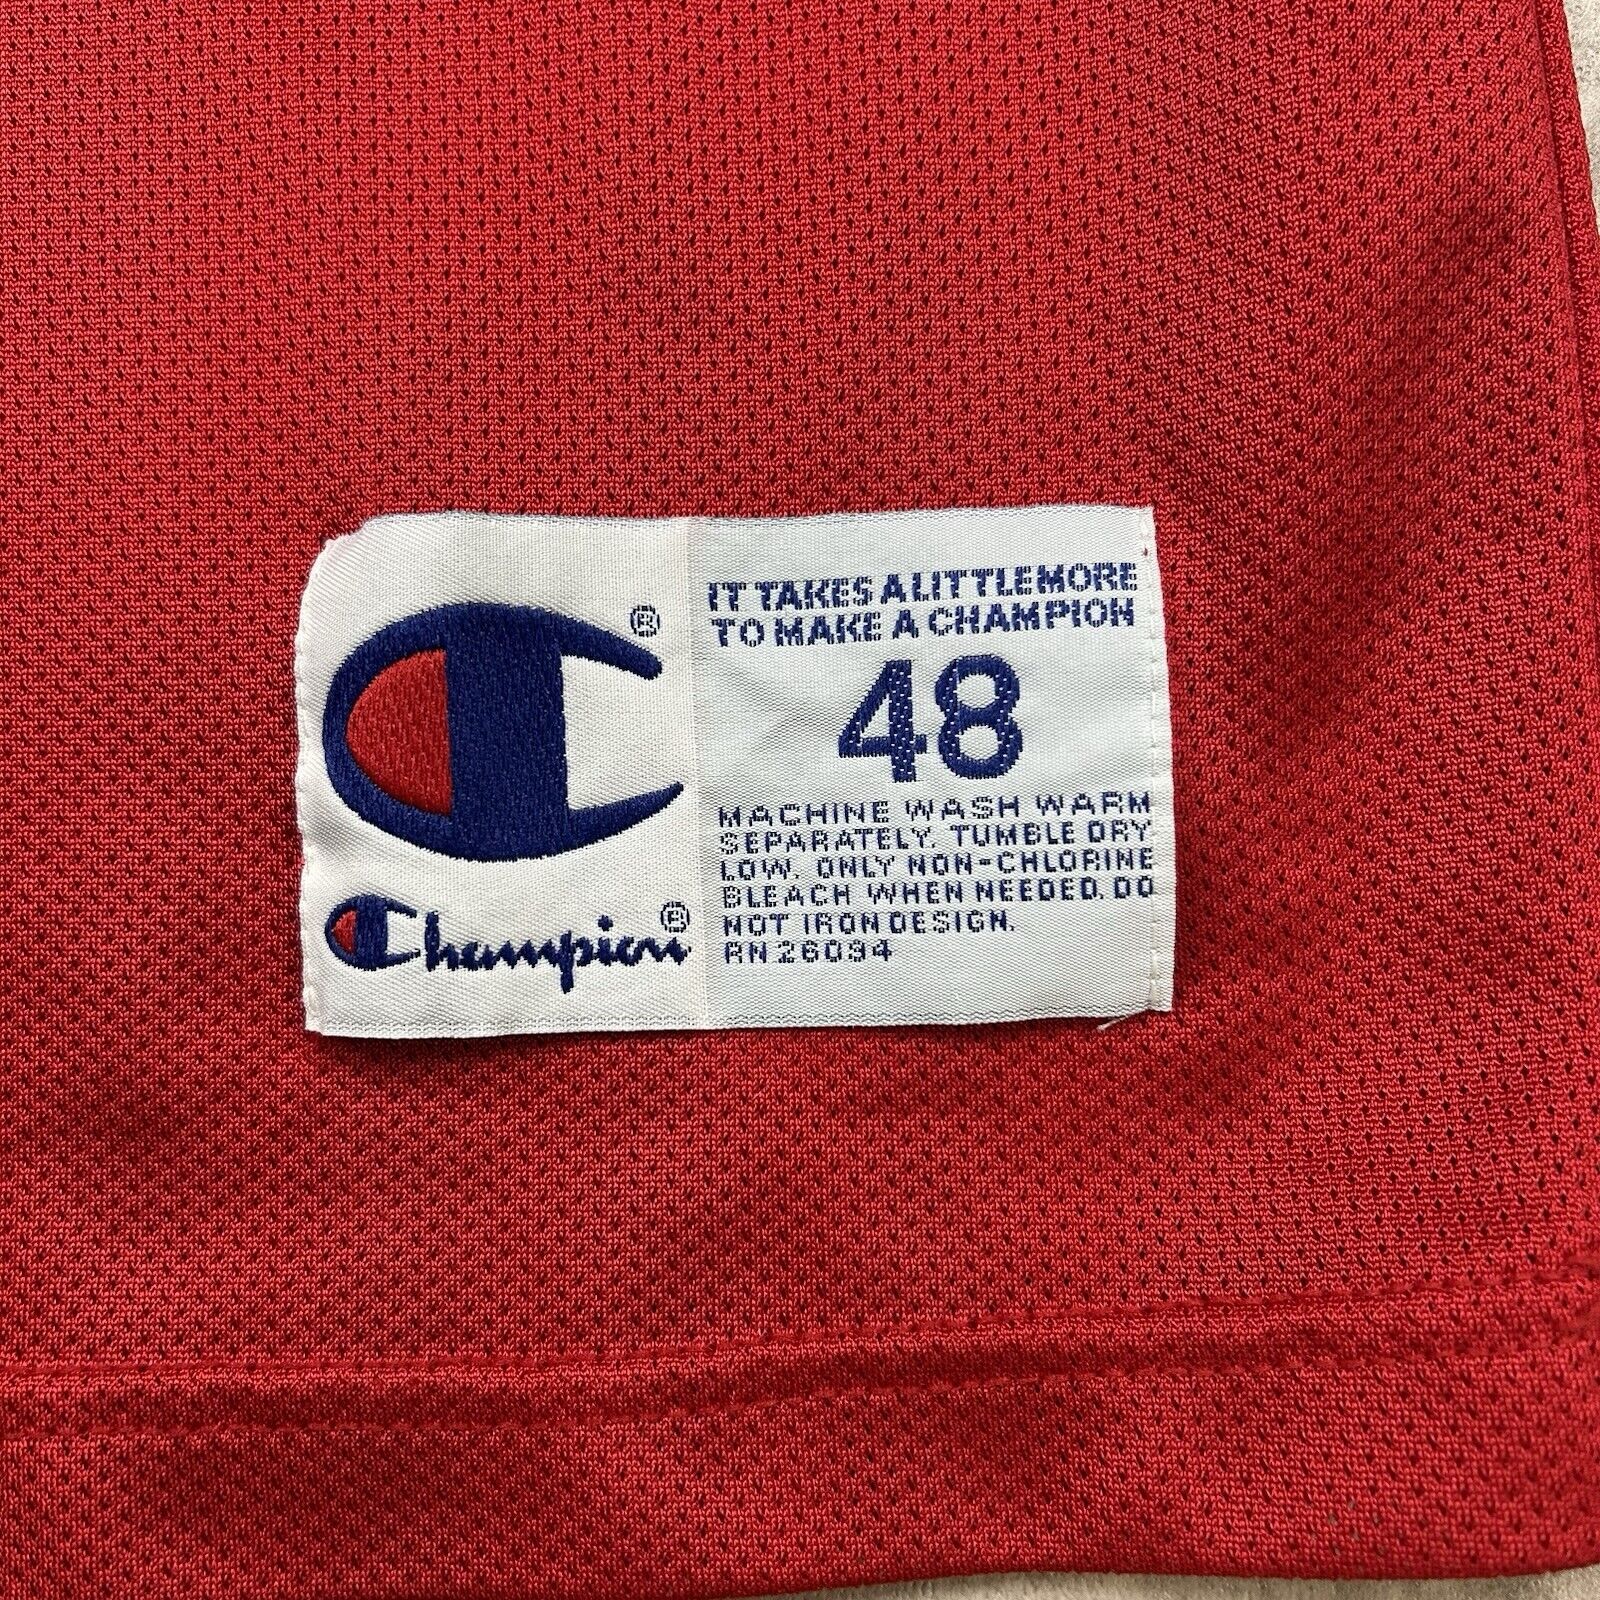 ®
Champion®
IT TAKES A LITTLE MORE
TO MAKE A CHAMPION
48
MACHINE WASH WARM
SEPARATELY. TUMBLE DRY
LOW. ONLY NON-CHLORINE
BLEACH WHEN NEEDED. DO
NOT IRON DESIGN.
RN 26094